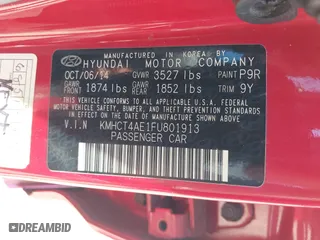 MANUFACTURED IN KOREA BY
HYUNDAI MOTOR COMPANY
OCT/06/14 GVWR 3527 lbs PAINT P9R
GAWR FRONT 1874 lbs GAWR REAR 1852 lbs TRIM 9Y
THIS VEHICLE CONFORMS TO ALL APPLICABLE U.S. FEDERAL
MOTOR VEHICLE SAFETY, BUMPER, AND THEFT PREVENTION
STANDARDS IN EFFECT ON THE DATE OF MANUFACTURE SHOWN
ABOVE.
V.I.N KMHCT4AE1FU801913
PASSENGER CAR
DREAMBID